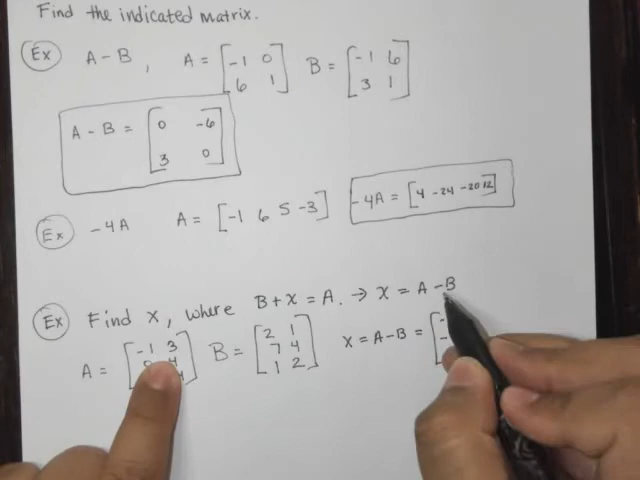 Find the indicated matrix.
Ex A - B , A = [-1 0 B = [-1 6
6 1] 3 1]
A - B = [0 -6
3 0]
Ex -4A A = [-1 6 5 -3] -4A = [4 -24 -20 12]
Ex Find X, where B + X = A. → X = A - B
A = [-1 3 B = [2 1 X = A - B = [-
4 7 4 -
4] 1 2]